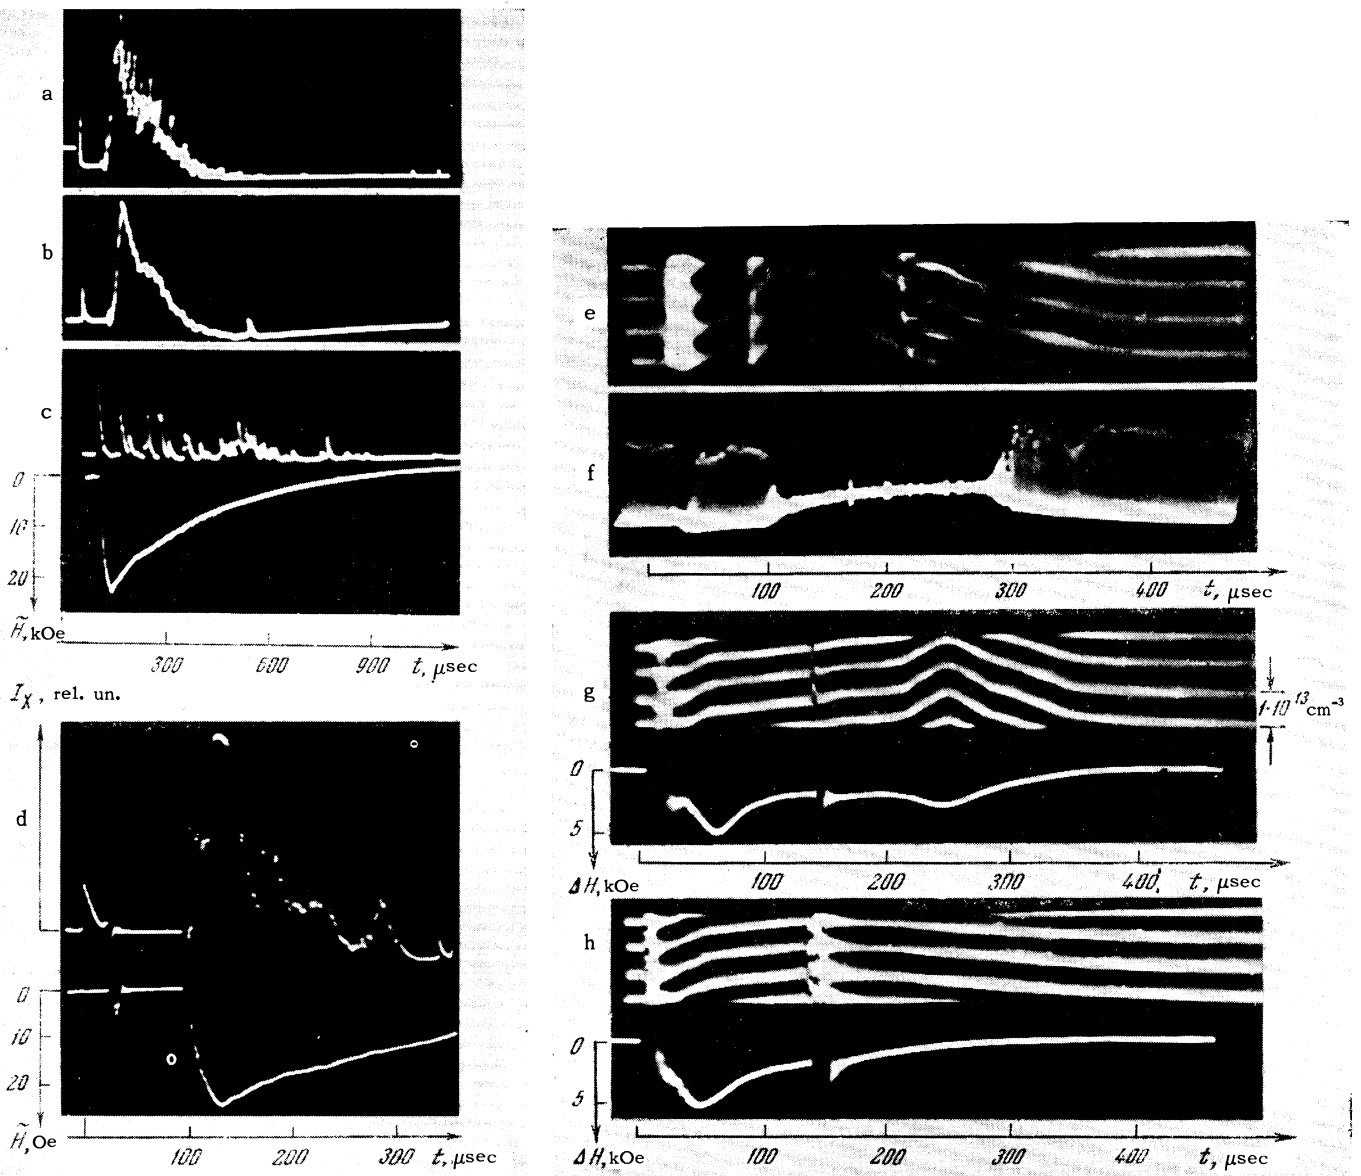 a
b
c
0
10
20
H̃, kOe
300 600 900 t, μsec
I_X, rel. un.
d
0
10
20
H̃, Oe
100 200 300 t, μsec
e
f
100 200 300 400 t, μsec
g
1·10¹³ cm⁻³
0
5
ΔH, kOe
100 200 300 400 t, μsec
h
0
5
ΔH, kOe
100 200 300 400 t, μsec